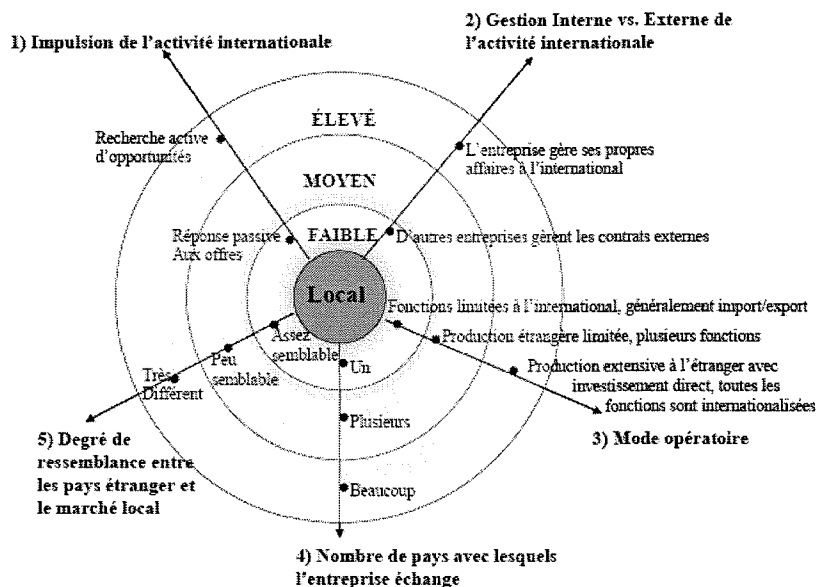 1) Impulsion de l'activité internationale
2) Gestion Interne vs. Externe de
l'activité internationale
ÉLEVÉ
Recherche active
d'opportunités
L'entreprise gère ses propres
affaires à l'international
MOYEN
Réponse passive
Aux offres
FAIBLE
D'autres entreprises gèrent les contrats externes
Local
Fonctions limitées à l'international, généralement import/export
Production étrangère limitée, plusieurs fonctions
Production extensive à l'étranger avec
investissement direct, toutes les
fonctions sont internationalisées
3) Mode opératoire
Assez
semblable
Peu
semblable
Très
Différent
Un
Plusieurs
Beaucoup
5) Degré de
ressemblance entre
les pays étranger et
le marché local
4) Nombre de pays avec lesquels
l'entreprise échange